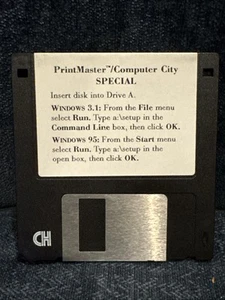 PrintMaster™/Computer City
SPECIAL
Insert disk into Drive A.
WINDOWS 3.1: From the File menu
select Run. Type a:\setup in the
Command Line box, then click OK.
WINDOWS 95: From the Start menu
select Run. Type a:\setup in the
open box, then click OK.
CH